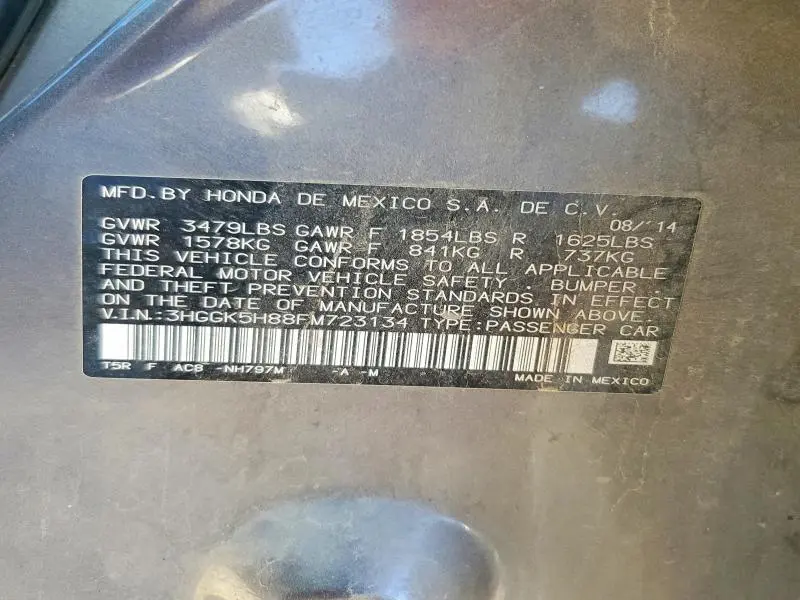 MFD. BY HONDA DE MEXICO S.A. DE C.V.
08/'14
GVWR 3479LBS GAWR F 1854LBS R 1625LBS
GVWR 1578KG GAWR F 841KG R 737KG
THIS VEHICLE CONFORMS TO ALL APPLICABLE
FEDERAL MOTOR VEHICLE SAFETY, BUMPER,
AND THEFT PREVENTION STANDARDS IN EFFECT
ON THE DATE OF MANUFACTURE SHOWN ABOVE.
V.I.N.:3HGGK5H88FM723134 TYPE:PASSENGER CAR
T5R F AC8 -NH797M -A -M
MADE IN MEXICO